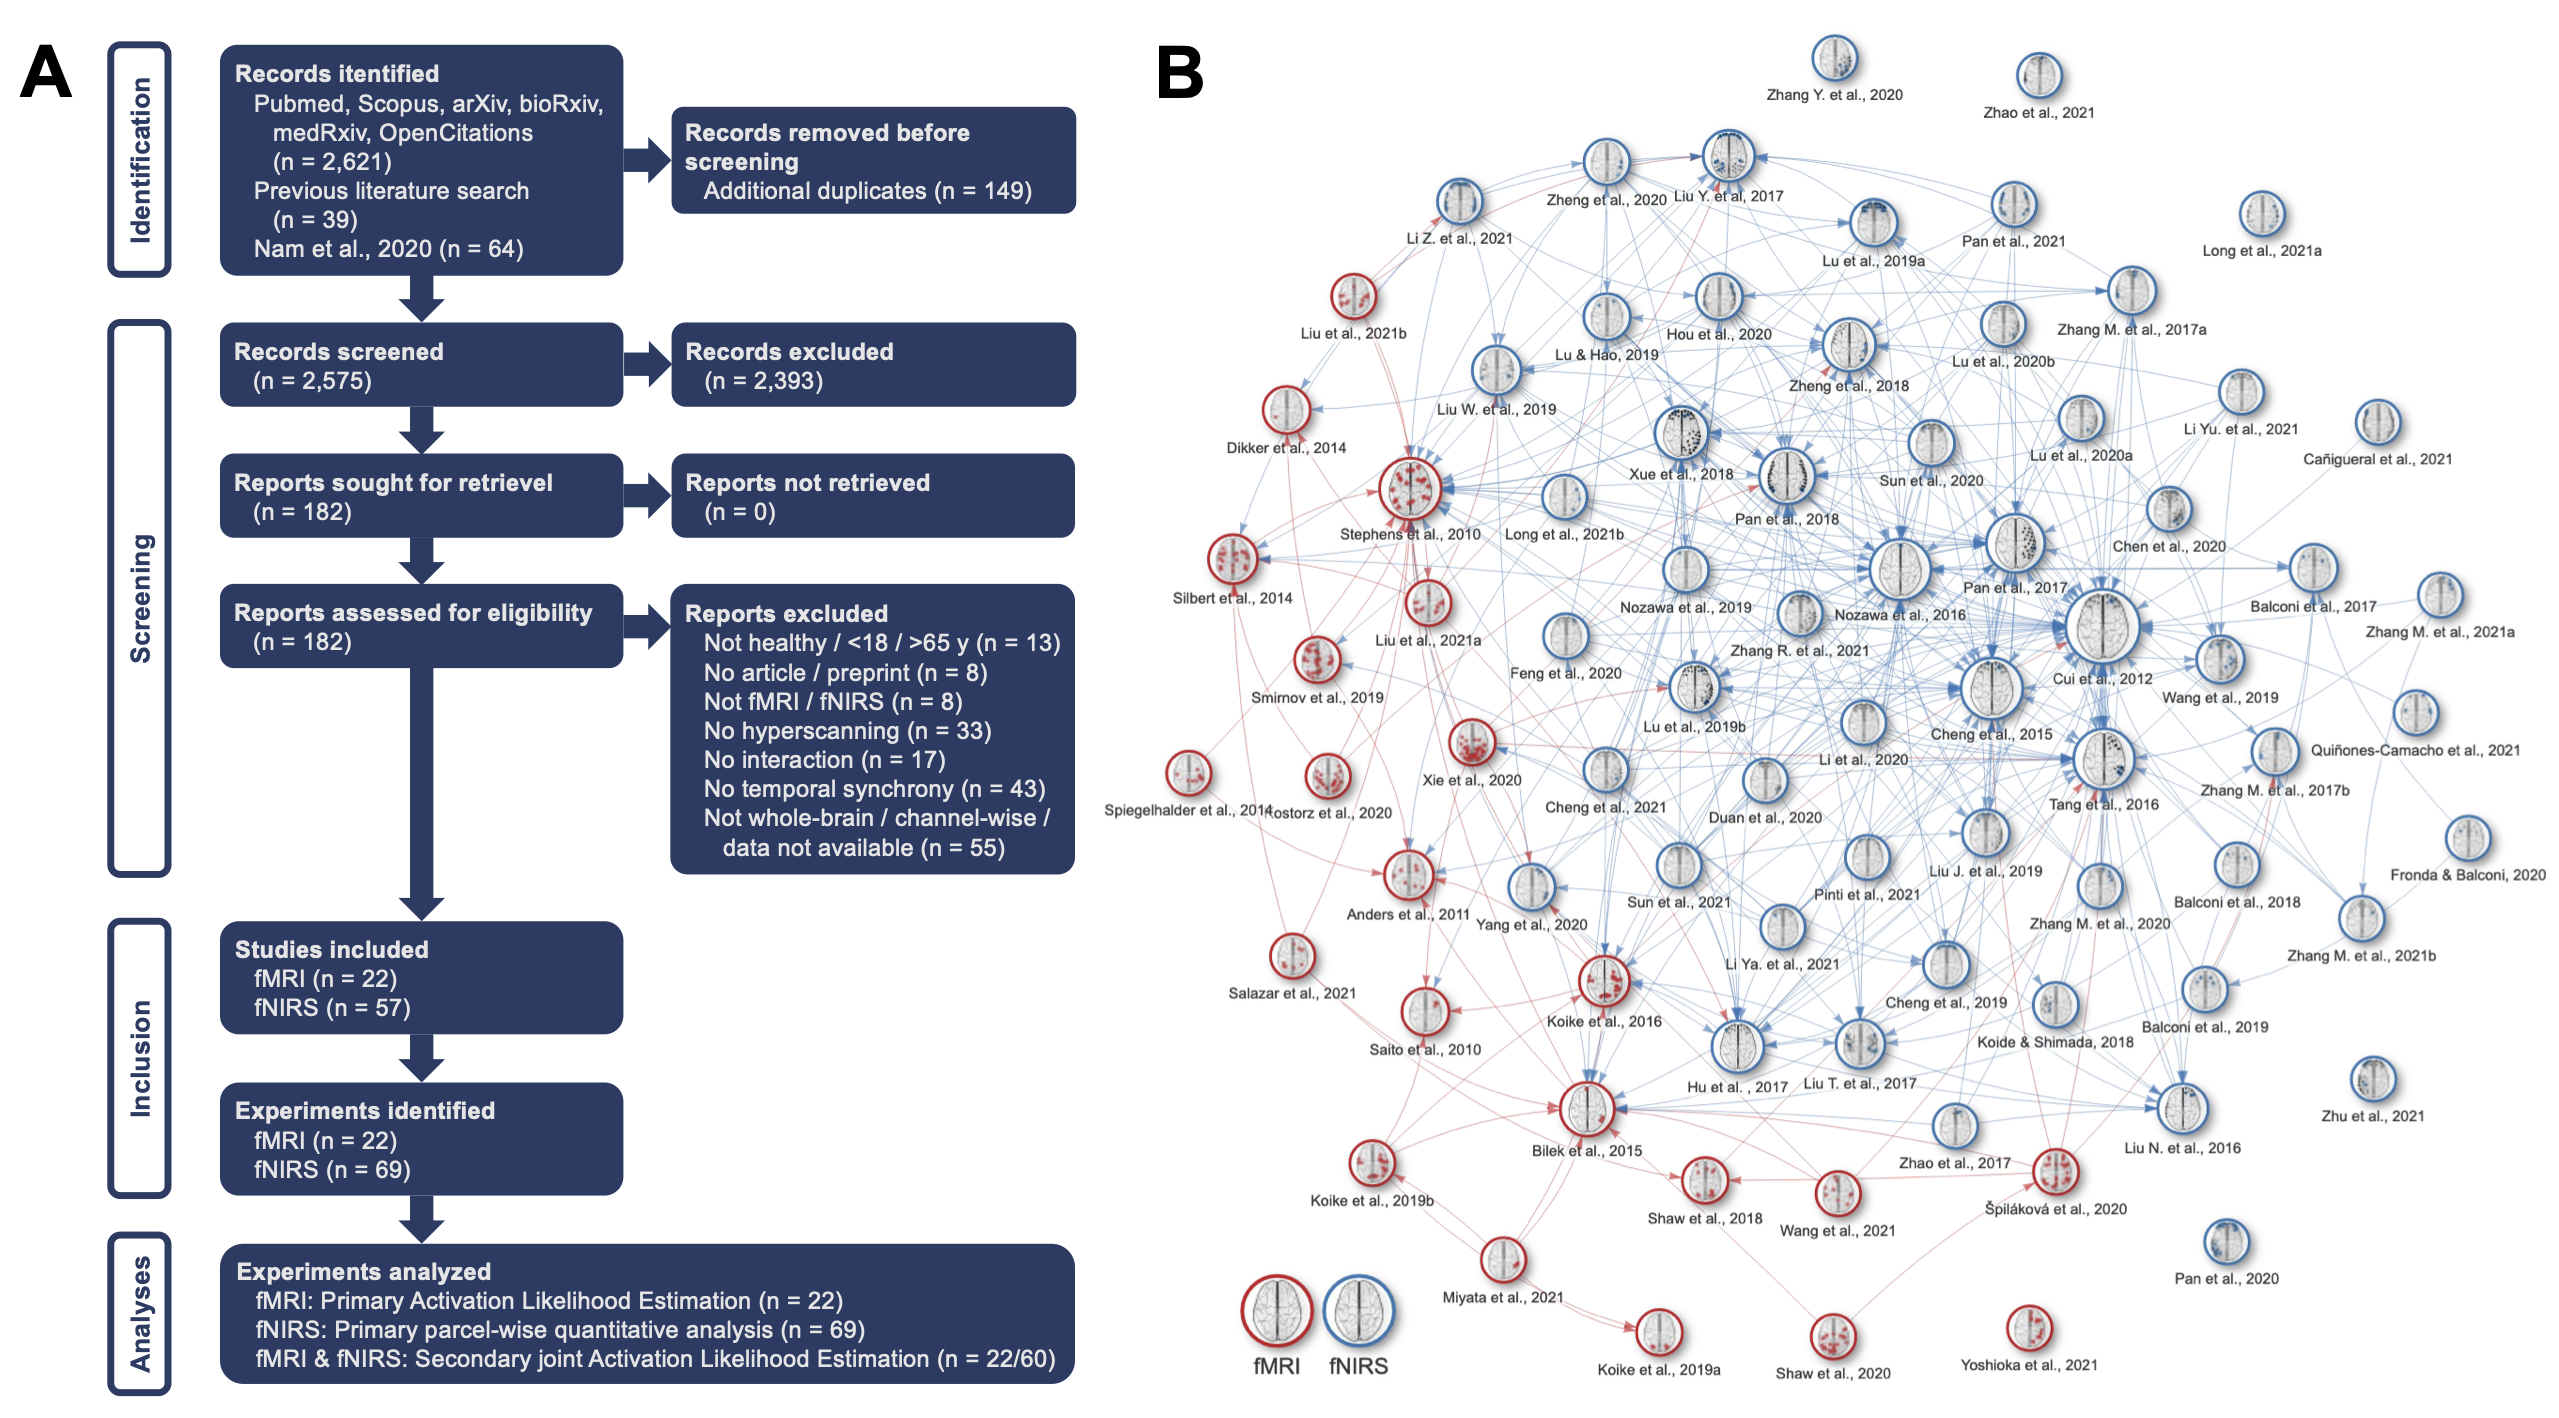 A
Identification
Records itentified
Pubmed, Scopus, arXiv, bioRxiv,
medRxiv, OpenCitations
(n = 2,621)
Previous literature search
(n = 39)
Nam et al., 2020 (n = 64)
Records removed before
screening
Additional duplicates (n = 149)
Screening
Records screened
(n = 2,575)
Records excluded
(n = 2,393)
Reports sought for retrievel
(n = 182)
Reports not retrieved
(n = 0)
Reports assessed for eligibility
(n = 182)
Reports excluded
Not healthy / <18 / >65 y (n = 13)
No article / preprint (n = 8)
Not fMRI / fNIRS (n = 8)
No hyperscanning (n = 33)
No interaction (n = 17)
No temporal synchrony (n = 43)
Not whole-brain / channel-wise /
data not available (n = 55)
Inclusion
Studies included
fMRI (n = 22)
fNIRS (n = 57)
Experiments identified
fMRI (n = 22)
fNIRS (n = 69)
Analyses
Experiments analyzed
fMRI: Primary Activation Likelihood Estimation (n = 22)
fNIRS: Primary parcel-wise quantitative analysis (n = 69)
fMRI & fNIRS: Secondary joint Activation Likelihood Estimation (n = 22/60)
B
Zhang Y. et al., 2020
Zhao et al., 2021
Zheng et al., 2020
Liu Y. et al., 2017
Li Z. et al., 2021
Lu et al., 2019a
Pan et al., 2021
Long et al., 2021a
Liu et al., 2021b
Lu & Hao, 2019
Hou et al., 2020
Zhang M. et al., 2017a
Lu et al., 2020b
Zheng et al., 2018
Liu W. et al., 2019
Dikker et al., 2014
Li Yu. et al., 2021
Lu et al., 2020a
Cañigueral et al., 2021
Xue et al., 2018
Sun et al., 2020
Stephens et al., 2010
Long et al., 2021b
Pan et al., 2018
Chen et al., 2020
Silbert et al., 2014
Nozawa et al., 2019
Nozawa et al., 2016
Pan et al., 2017
Balconi et al., 2017
Zhang M. et al., 2021a
Liu et al., 2021a
Zhang R. et al., 2021
Feng et al., 2020
Cui et al., 2012
Smirnov et al., 2019
Wang et al., 2019
Lu et al., 2019b
Cheng et al., 2015
Li et al., 2020
Quiñones-Camacho et al., 2021
Xie et al., 2020
Zhang M. et al., 2017b
Spiegelhalder et al., 2014
Kostorz et al., 2020
Cheng et al., 2021
Duan et al., 2020
Tang et al., 2016
Liu J. et al., 2019
Fronda & Balconi, 2020
Anders et al., 2011
Yang et al., 2020
Sun et al., 2021
Pinti et al., 2021
Zhang M. et al., 2020
Balconi et al., 2018
Zhang M. et al., 2021b
Li Ya. et al., 2021
Salazar et al., 2021
Cheng et al., 2019
Koike et al., 2016
Saito et al., 2010
Koide & Shimada, 2018
Balconi et al., 2019
Hu et al., 2017
Liu T. et al., 2017
Zhu et al., 2021
Bilek et al., 2015
Zhao et al., 2017
Liu N. et al., 2016
Koike et al., 2019b
Shaw et al., 2018
Wang et al., 2021
Špiláková et al., 2020
Pan et al., 2020
Miyata et al., 2021
Koike et al., 2019a
Shaw et al., 2020
Yoshioka et al., 2021
fMRI
fNIRS